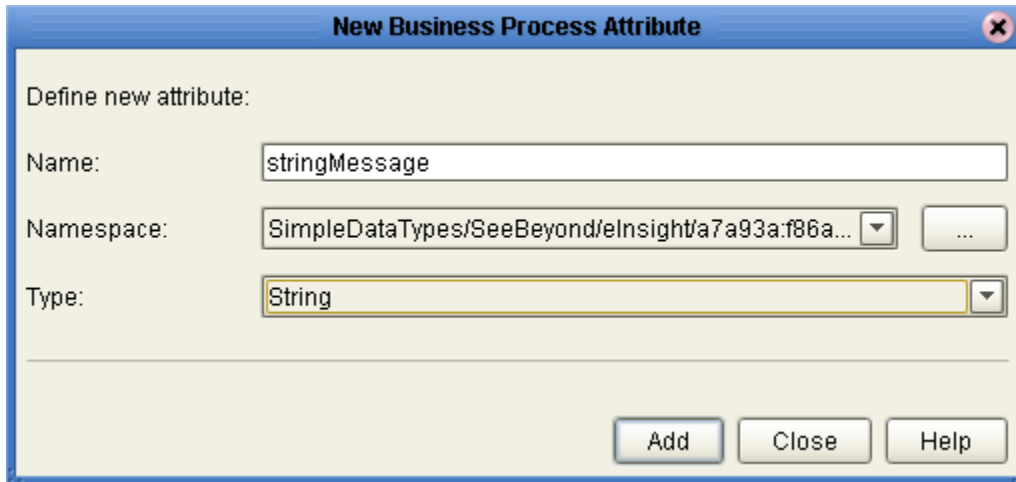 New Business Process Attribute
Define new attribute:
Name: stringMessage
Namespace: SimpleDataTypes/SeeBeyond/eInsight/a7a93a:f86a... ...
Type: String
Add Close Help